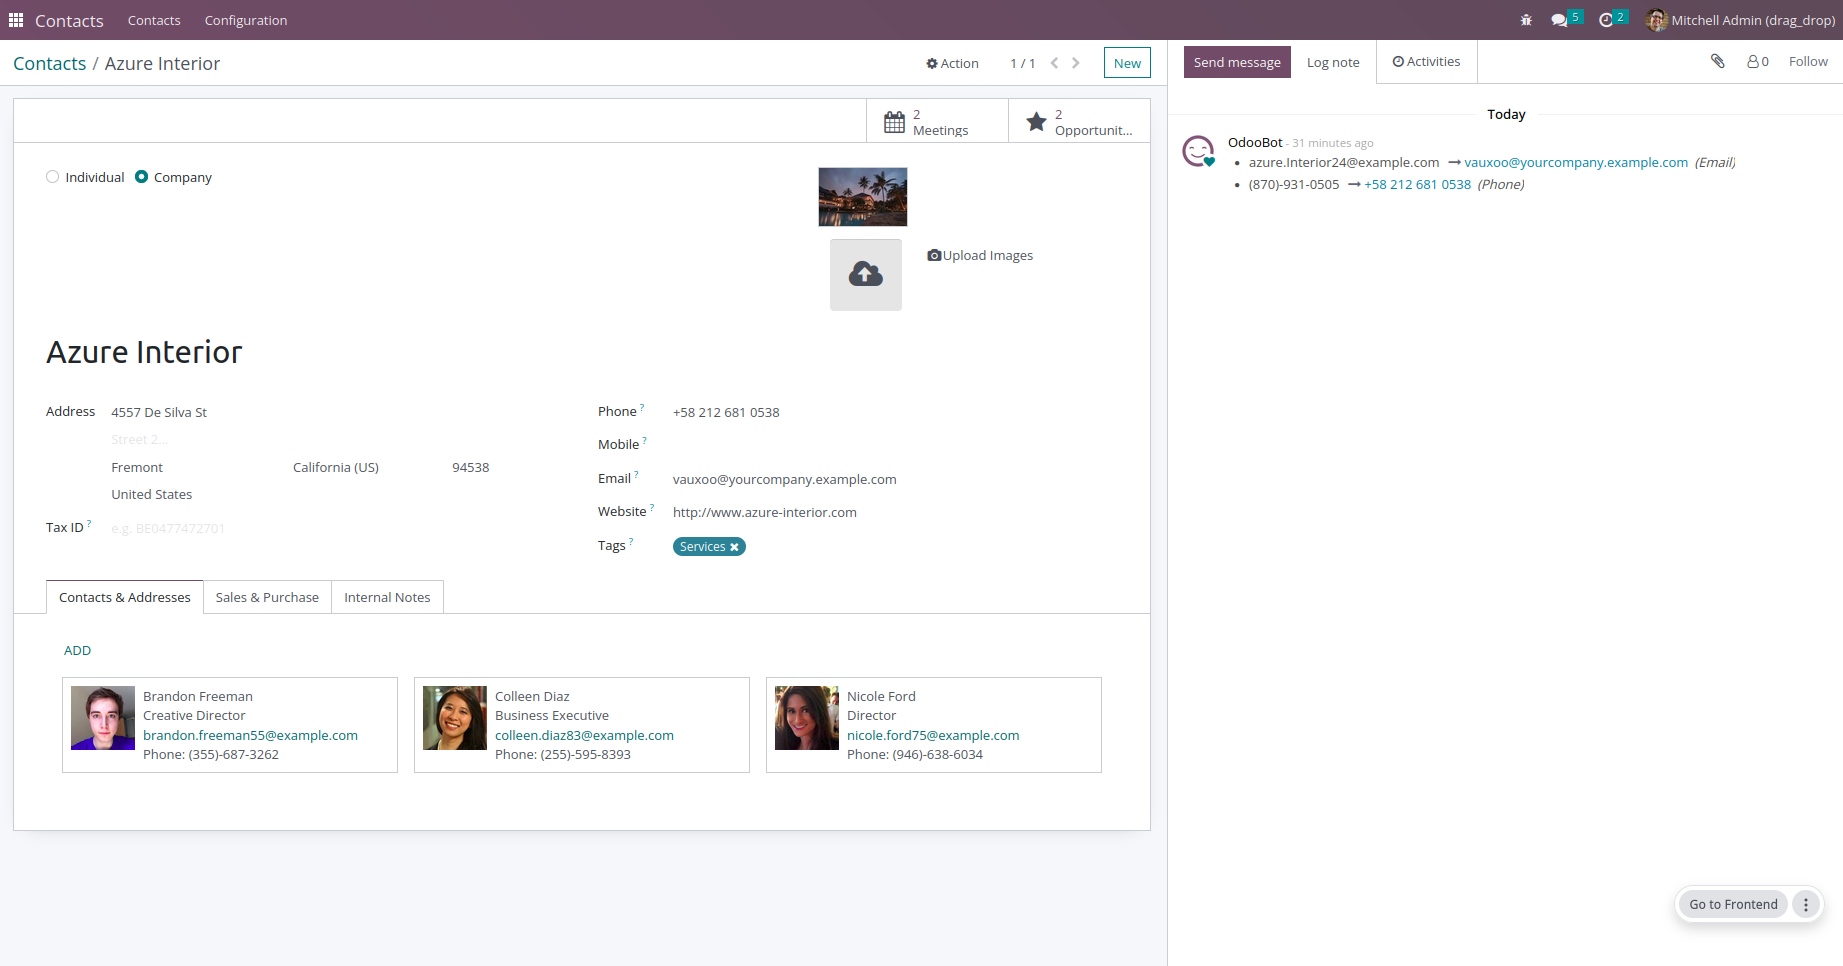 Contacts Contacts Configuration 5 2 Mitchell Admin (drag_drop)
Contacts / Azure Interior Action 1 / 1 New
Send message Log note Activities 0 Follow
2 Meetings
2 Opportunit...
Individual Company
Upload Images
Azure Interior
Address 4557 De Silva St
Street 2...
Fremont California (US) 94538
United States
Tax ID ? e.g. BE0477472701
Phone ? +58 212 681 0538
Mobile ?
Email ? vauxoo@yourcompany.example.com
Website ? http://www.azure-interior.com
Tags ? Services
Contacts & Addresses Sales & Purchase Internal Notes
ADD
Brandon Freeman
Creative Director
brandon.freeman55@example.com
Phone: (355)-687-3262
Colleen Diaz
Business Executive
colleen.diaz83@example.com
Phone: (255)-595-8393
Nicole Ford
Director
nicole.ford75@example.com
Phone: (946)-638-6034
Today
OdooBot - 31 minutes ago
• azure.Interior24@example.com → vauxoo@yourcompany.example.com (Email)
• (870)-931-0505 → +58 212 681 0538 (Phone)
Go to Frontend